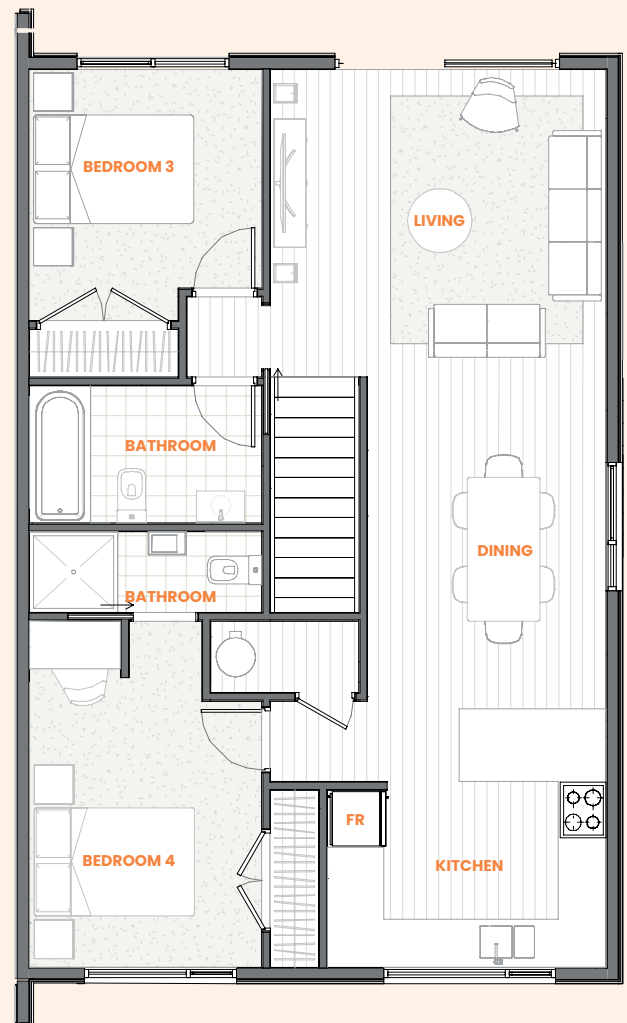 BEDROOM 3
LIVING
BATHROOM
DINING
BATHROOM
FR
BEDROOM 4
KITCHEN